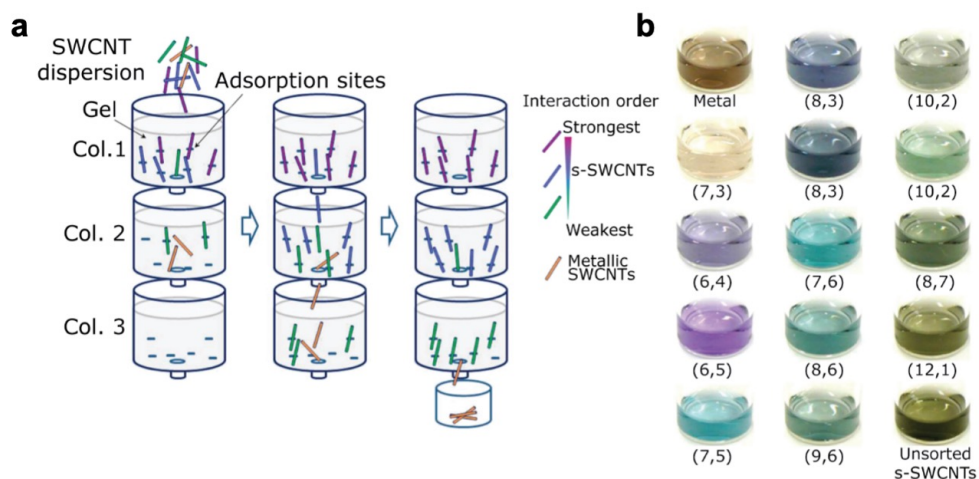 a
SWCNT
dispersion
Adsorption sites
Gel
Col.1
Col. 2
Col. 3
Interaction order
Strongest
s-SWCNTs
Weakest
Metallic
SWCNTs
b
Metal
(8,3)
(10,2)
(7,3)
(8,3)
(10,2)
(6,4)
(7,6)
(8,7)
(6,5)
(8,6)
(12,1)
(7,5)
(9,6)
Unsorted
s-SWCNTs